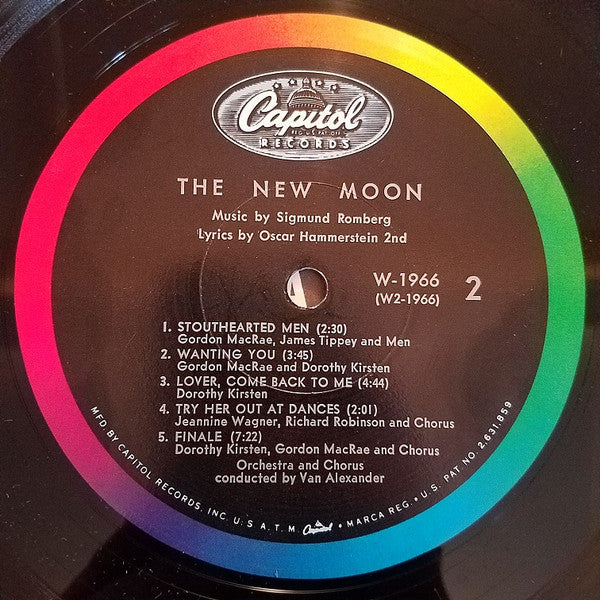 Capitol
REG. U.S. PAT. OFF.
RECORDS
THE NEW MOON
Music by Sigmund Romberg
Lyrics by Oscar Hammerstein 2nd
W-1966
(W2-1966)
2
1. STOUTHEARTED MEN (2:30)
Gordon MacRae, James Tippey and Men
2. WANTING YOU (3:45)
Gordon MacRae and Dorothy Kirsten
3. LOVER, COME BACK TO ME (4:44)
Dorothy Kirsten
4. TRY HER OUT AT DANCES (2:01)
Jeannine Wagner, Richard Robinson and Chorus
5. FINALE (7:22)
Dorothy Kirsten, Gordon MacRae and Chorus
Orchestra and Chorus
conducted by Van Alexander
MFD. BY CAPITOL RECORDS, INC. U.S.A. T.M. Capitol • MARCA REG. • U.S. PAT. NO. 2,631,859